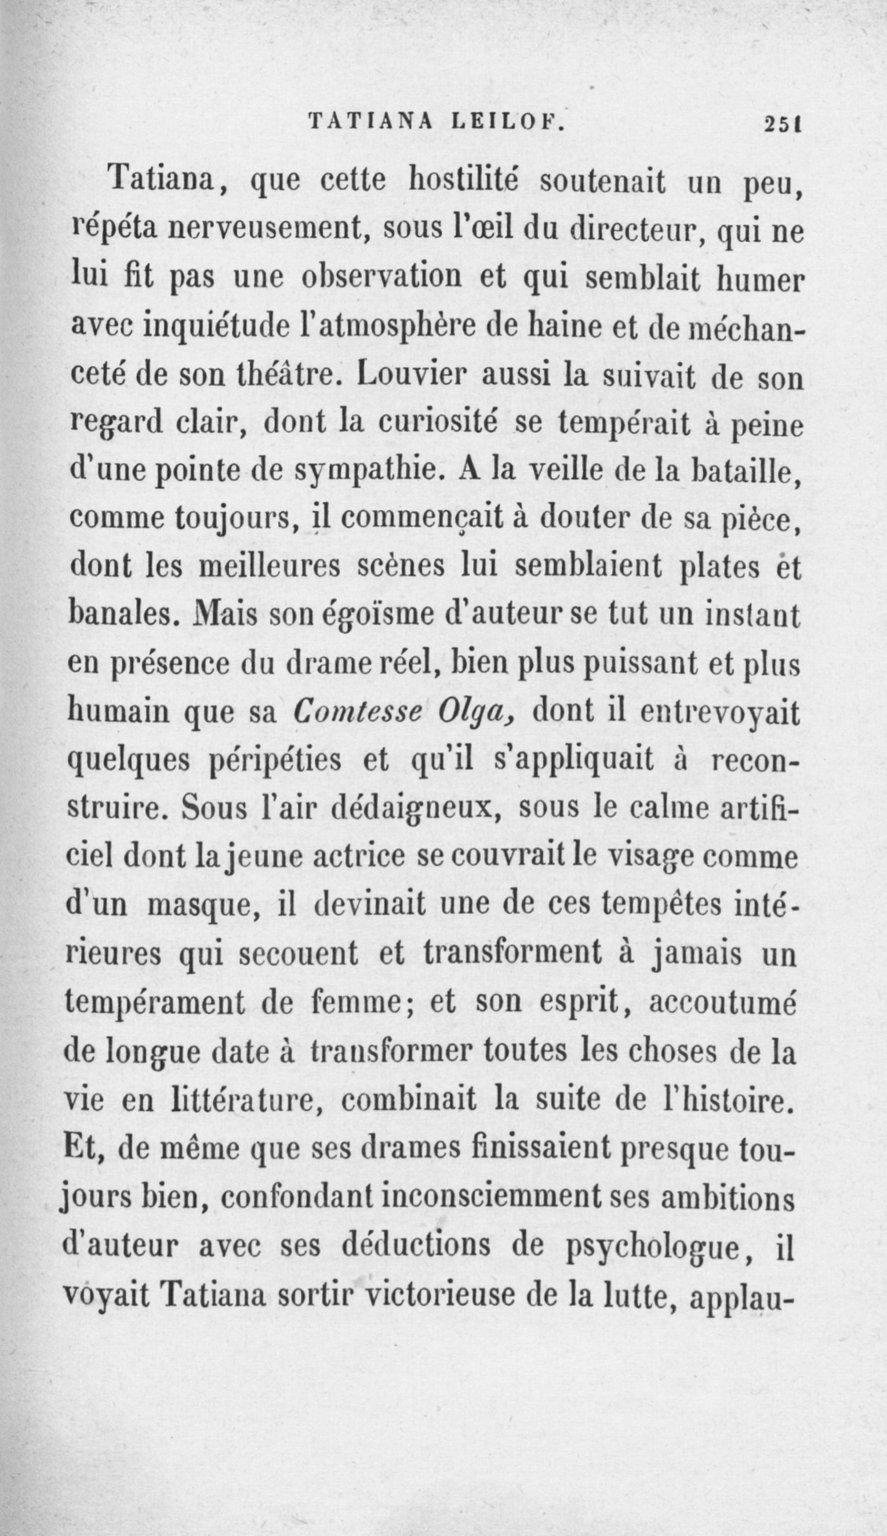 TATIANA LEILOF. 251
Tatiana, que cette hostilité soutenait un peu,
répéta nerveusement, sous l'œil du directeur, qui ne
lui fit pas une observation et qui semblait humer
avec inquiétude l'atmosphère de haine et de méchan-
ceté de son théâtre. Louvier aussi la suivait de son
regard clair, dont la curiosité se tempérait à peine
d'une pointe de sympathie. A la veille de la bataille,
comme toujours, il commençait à douter de sa pièce,
dont les meilleures scènes lui semblaient plates et
banales. Mais son égoïsme d'auteur se tut un instant
en présence du drame réel, bien plus puissant et plus
humain que sa Comtesse Olga, dont il entrevoyait
quelques péripéties et qu'il s'appliquait à recon-
struire. Sous l'air dédaigneux, sous le calme artifi-
ciel dont la jeune actrice se couvrait le visage comme
d'un masque, il devinait une de ces tempêtes inté-
rieures qui secouent et transforment à jamais un
tempérament de femme; et son esprit, accoutumé
de longue date à transformer toutes les choses de la
vie en littérature, combinait la suite de l'histoire.
Et, de même que ses drames finissaient presque tou-
jours bien, confondant inconsciemment ses ambitions
d'auteur avec ses déductions de psychologue, il
voyait Tatiana sortir victorieuse de la lutte, applau-